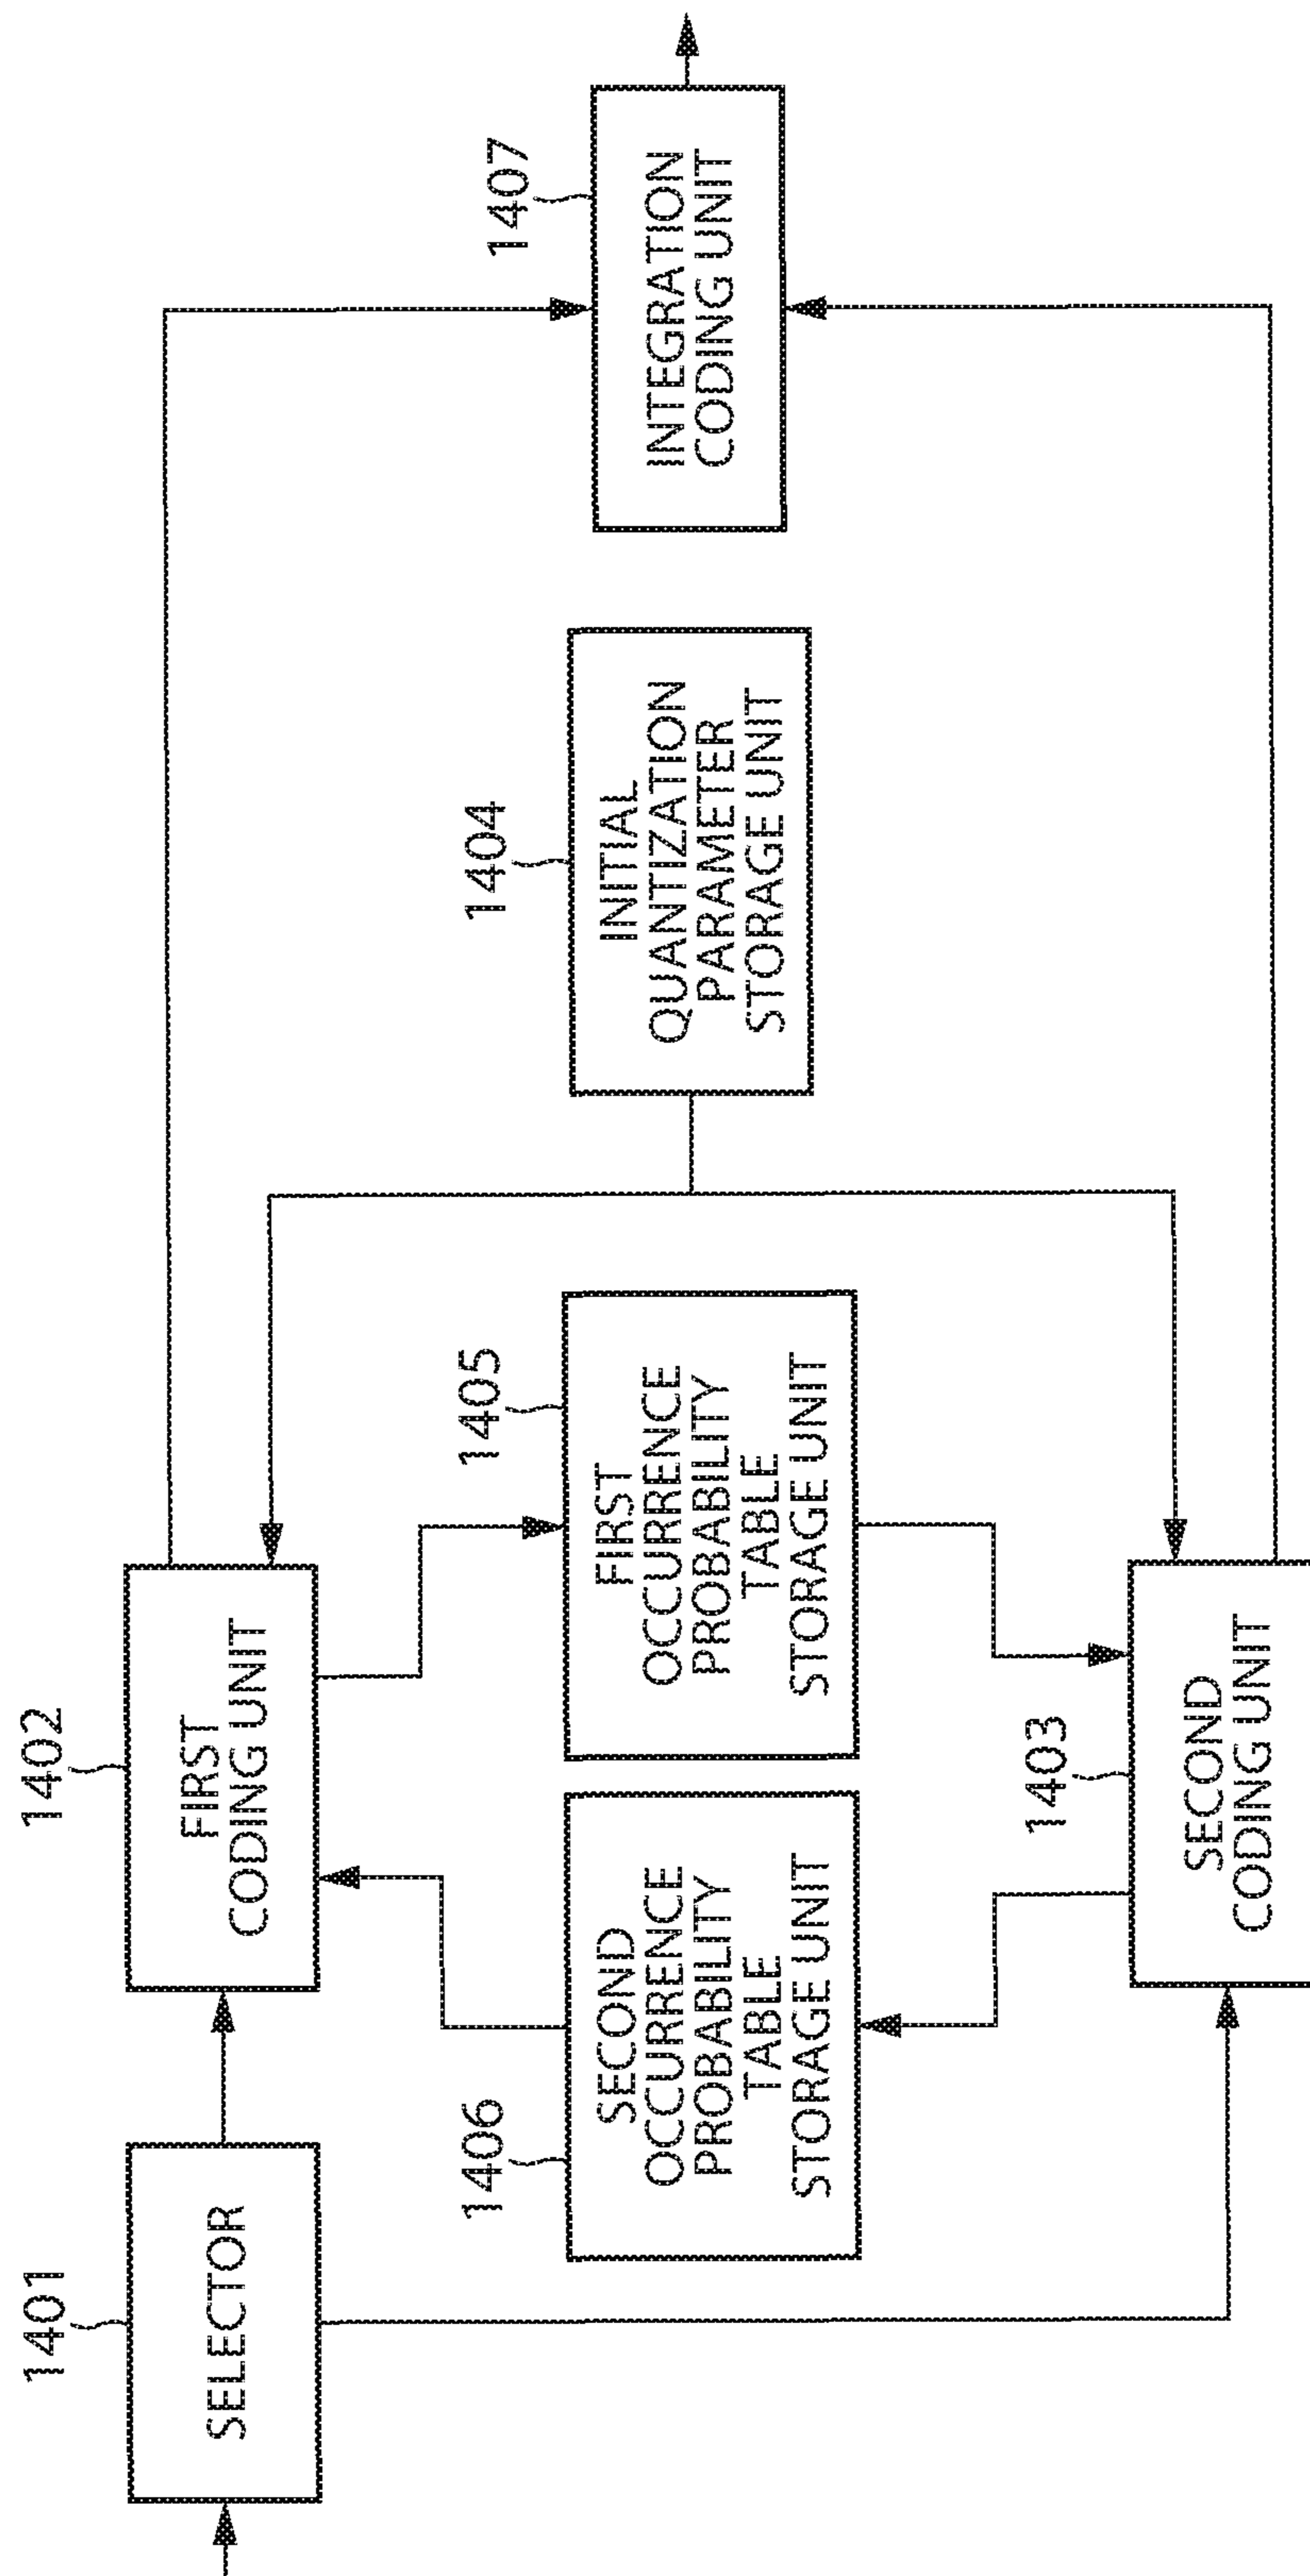 1401
SELECTOR
1402
FIRST
CODING UNIT
1406
SECOND
OCCURRENCE
PROBABILITY
TABLE
STORAGE UNIT
1405
FIRST
OCCURRENCE
PROBABILITY
TABLE
STORAGE UNIT
1403
SECOND
CODING UNIT
1404
INITIAL
QUANTIZATION
PARAMETER
STORAGE UNIT
1407
INTEGRATION
CODING UNIT